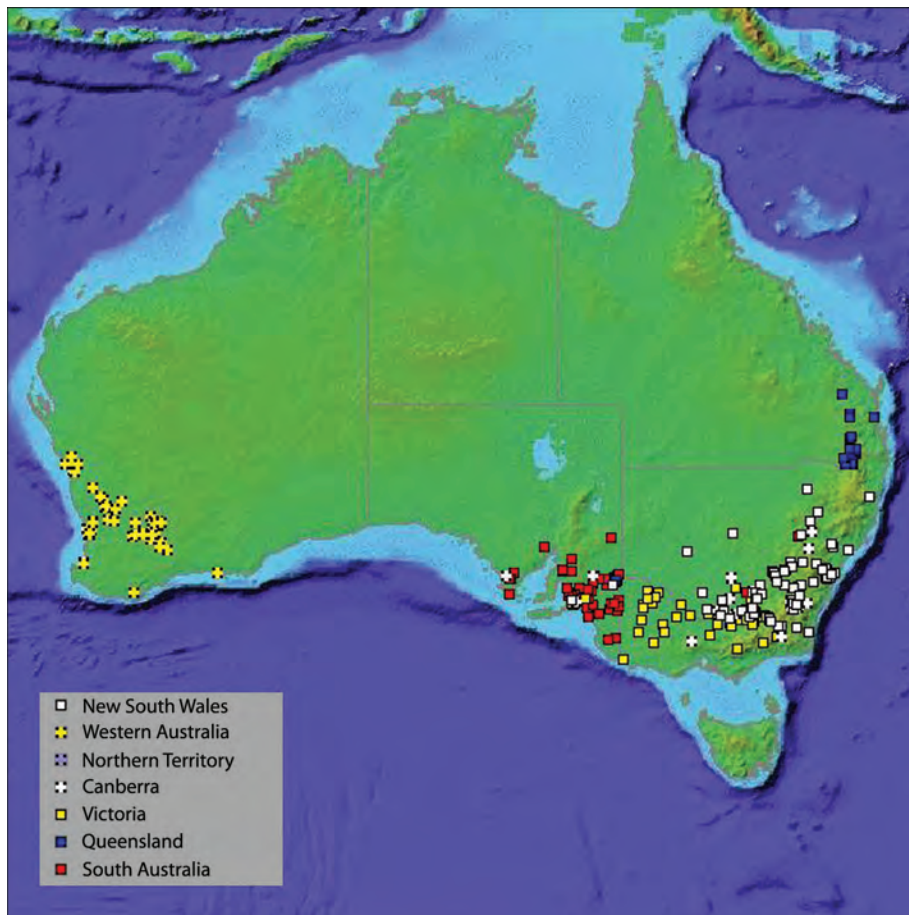 New South Wales
Western Australia
Northern Territory
Canberra
Victoria
Queensland
South Australia